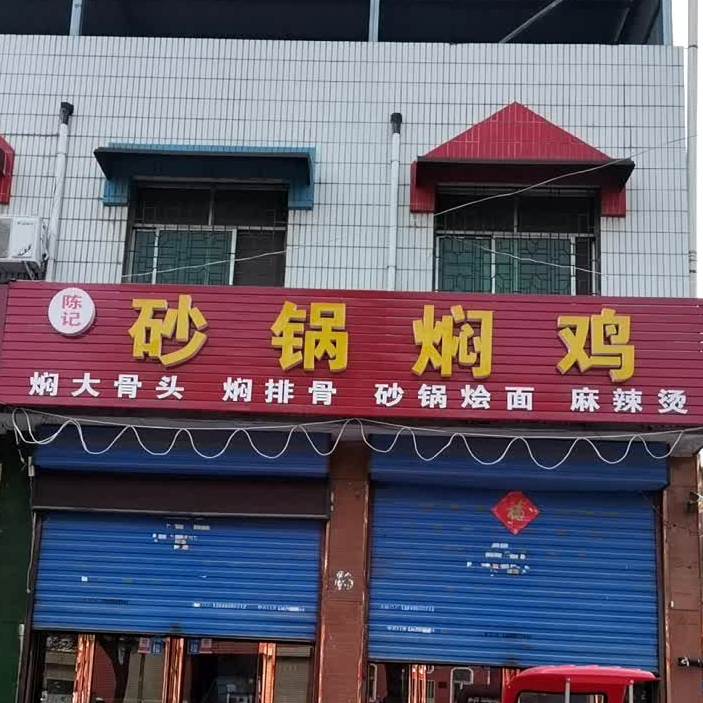 陈记
砂锅焖鸡
焖大骨头 焖排骨 砂锅烩面 麻辣烫
福